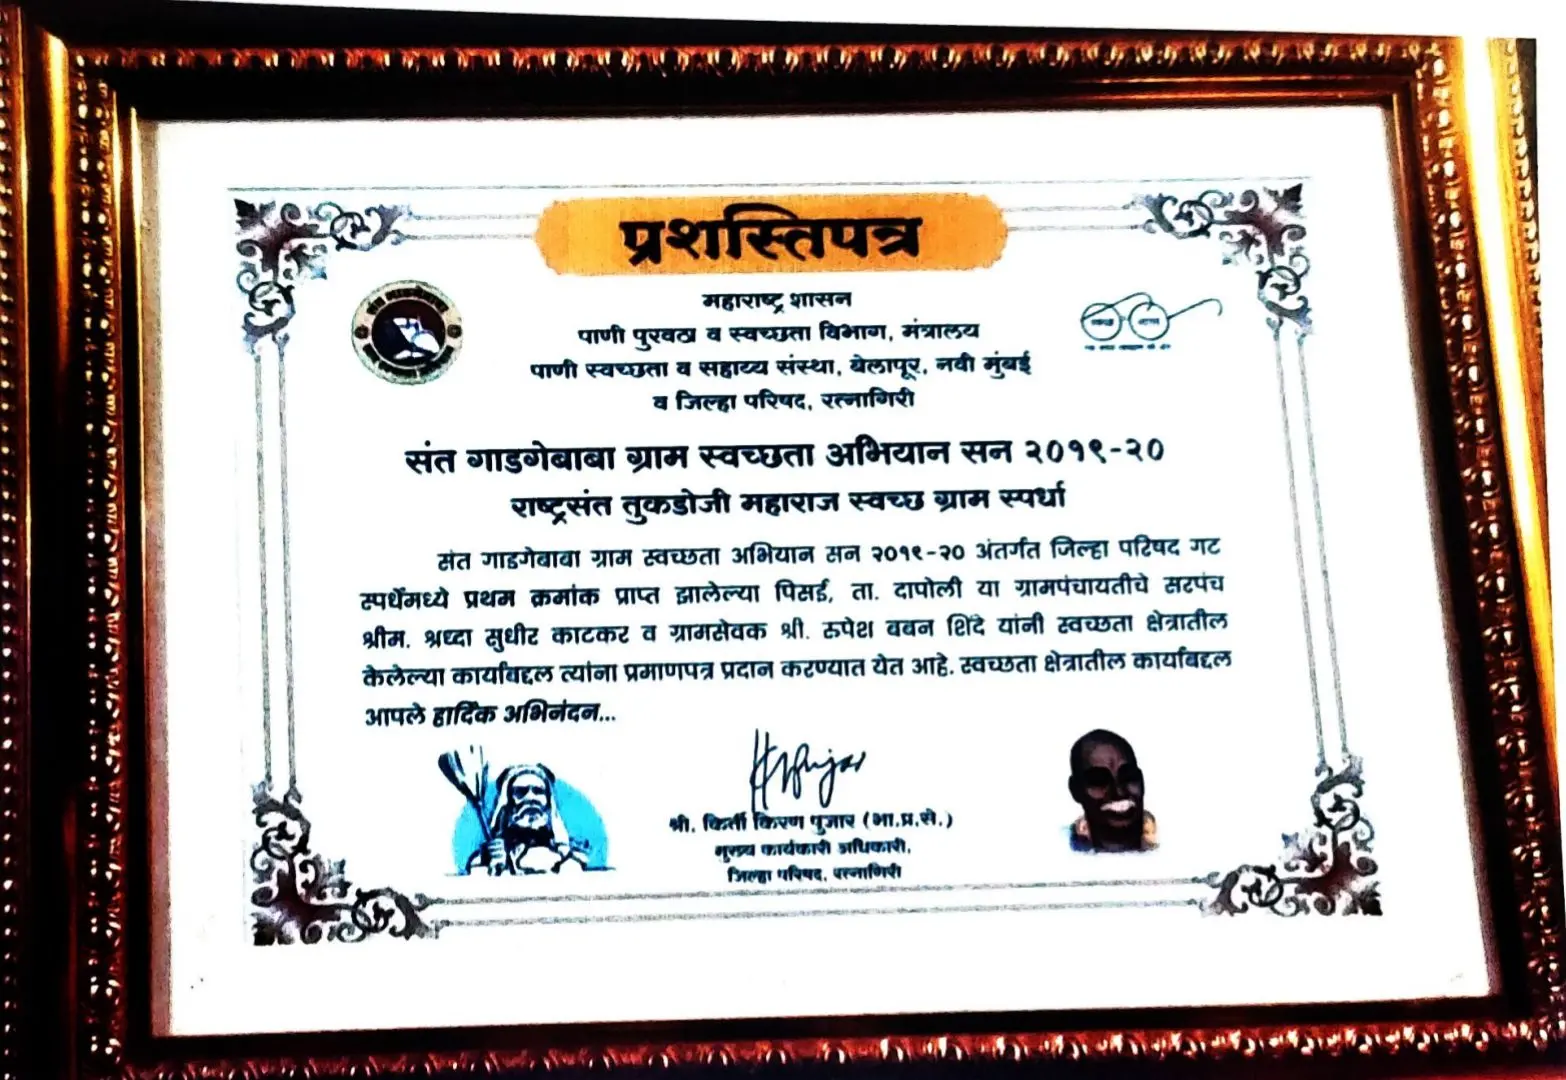 प्रशस्तिपत्र
महाराष्ट्र शासन
पाणी पुरवठा व स्वच्छता विभाग, मंत्रालय
पाणी स्वच्छता व सहाय्य संस्था, बेलापूर, नवी मुंबई
व जिल्हा परिषद, रत्नागिरी
संत गाडगेबाबा ग्राम स्वच्छता अभियान सन २०१९-२०
राष्ट्रसंत तुकडोजी महाराज स्वच्छ ग्राम स्पर्धा
संत गाडगेबाबा ग्राम स्वच्छता अभियान सन २०१९-२० अंतर्गत जिल्हा परिषद गट
स्पर्धेमध्ये प्रथम क्रमांक प्राप्त झालेल्या पिसई, ता. दापोली या ग्रामपंचायतीचे सरपंच
श्रीम. श्रध्दा सुधीर काटकर व ग्रामसेवक श्री. रुपेश बबन शिंदे यांनी स्वच्छता क्षेत्रातील
केलेल्या कार्याबद्दल त्यांना प्रमाणपत्र प्रदान करण्यात येत आहे. स्वच्छता क्षेत्रातील कार्याबद्दल
आपले हार्दिक अभिनंदन...
श्री. किर्ती किरण पुजार (भा.प्र.से.)
मुख्य कार्यकारी अधिकारी,
जिल्हा परिषद, रत्नागिरी